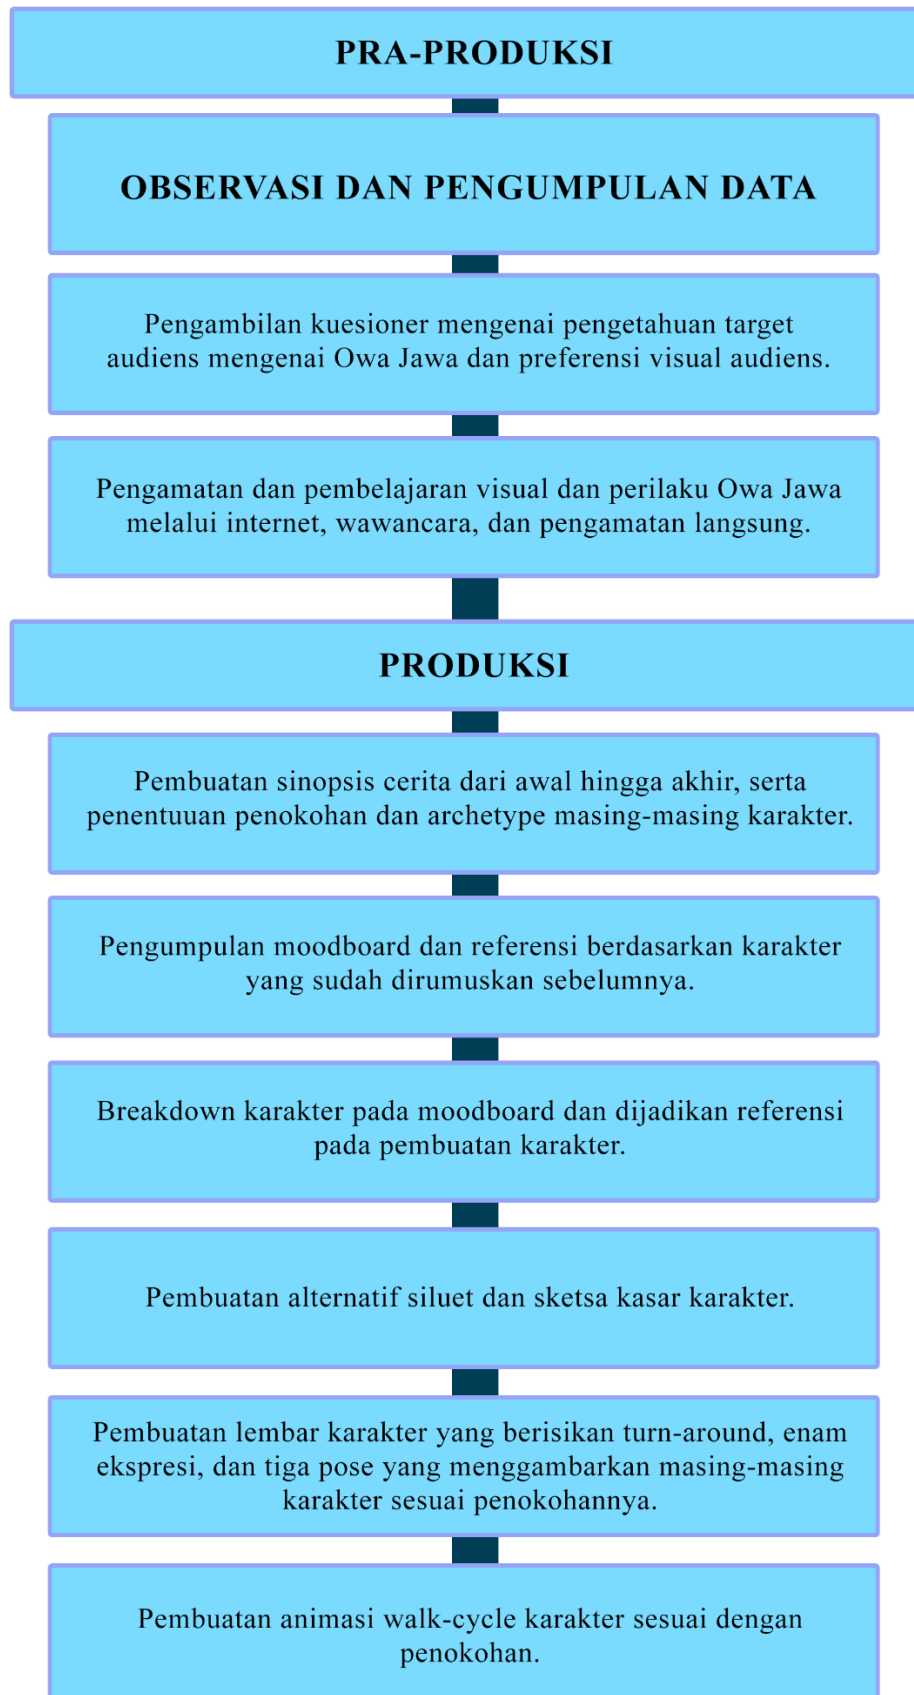 PRA-PRODUKSI
OBSERVASI DAN PENGUMPULAN DATA
Pengambilan kuesioner mengenai pengetahuan target
audiens mengenai Owa Jawa dan preferensi visual audiens.
Pengamatan dan pembelajaran visual dan perilaku Owa Jawa
melalui internet, wawancara, dan pengamatan langsung.
PRODUKSI
Pembuatan sinopsis cerita dari awal hingga akhir, serta
penentuuan penokohan dan archetype masing-masing karakter.
Pengumpulan moodboard dan referensi berdasarkan karakter
yang sudah dirumuskan sebelumnya.
Breakdown karakter pada moodboard dan dijadikan referensi
pada pembuatan karakter.
Pembuatan alternatif siluet dan sketsa kasar karakter.
Pembuatan lembar karakter yang berisikan turn-around, enam
ekspresi, dan tiga pose yang menggambarkan masing-masing
karakter sesuai penokohannya.
Pembuatan animasi walk-cycle karakter sesuai dengan
penokohan.